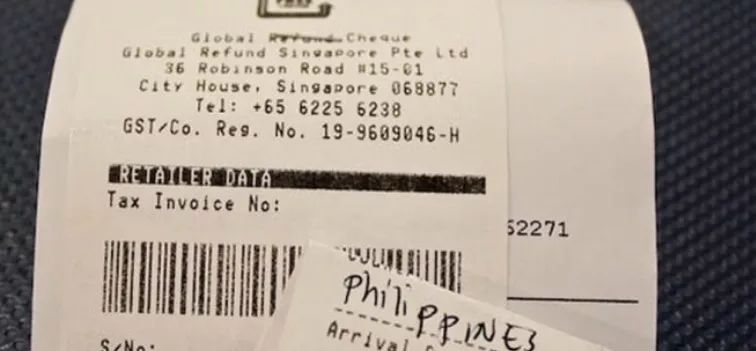 Global Refund Cheque
Global Refund Singapore Pte Ltd
36 Robinson Road #15-01
City House, Singapore 068877
Tel: +65 6225 6238
GST/Co. Reg. No. 19-9609046-H
RETAILER DATA
Tax Invoice No:
52271
PhiliPPINES
Arrival
S/No: